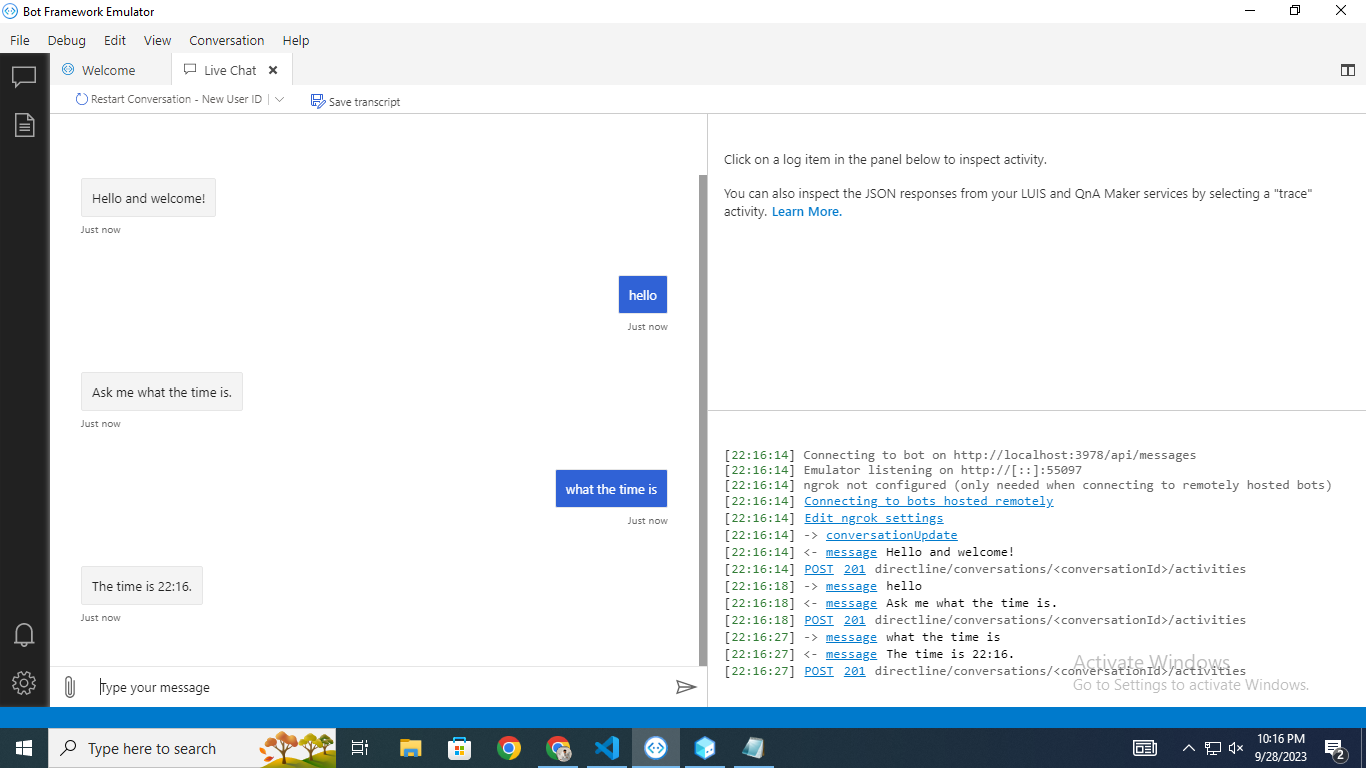 Bot Framework Emulator
File Debug Edit View Conversation Help
Welcome Live Chat
Restart Conversation - New User ID Save transcript
Hello and welcome!
Just now
hello
Just now
Ask me what the time is.
Just now
what the time is
Just now
The time is 22:16.
Just now
Type your message
Click on a log item in the panel below to inspect activity.
You can also inspect the JSON responses from your LUIS and QnA Maker services by selecting a "trace"
activity. Learn More.
[22:16:14] Connecting to bot on http://localhost:3978/api/messages
[22:16:14] Emulator listening on http://[::]:55097
[22:16:14] ngrok not configured (only needed when connecting to remotely hosted bots)
[22:16:14] Connecting to bots hosted remotely
[22:16:14] Edit ngrok settings
[22:16:14] -> conversationUpdate
[22:16:14] <- message Hello and welcome!
[22:16:14] POST 201 directline/conversations/<conversationId>/activities
[22:16:18] -> message hello
[22:16:18] <- message Ask me what the time is.
[22:16:18] POST 201 directline/conversations/<conversationId>/activities
[22:16:27] -> message what the time is
[22:16:27] <- message The time is 22:16.
[22:16:27] POST 201 directline/conversations/<conversationId>/activities
Activate Windows
Go to Settings to activate Windows.
Type here to search
10:16 PM
9/28/2023
2